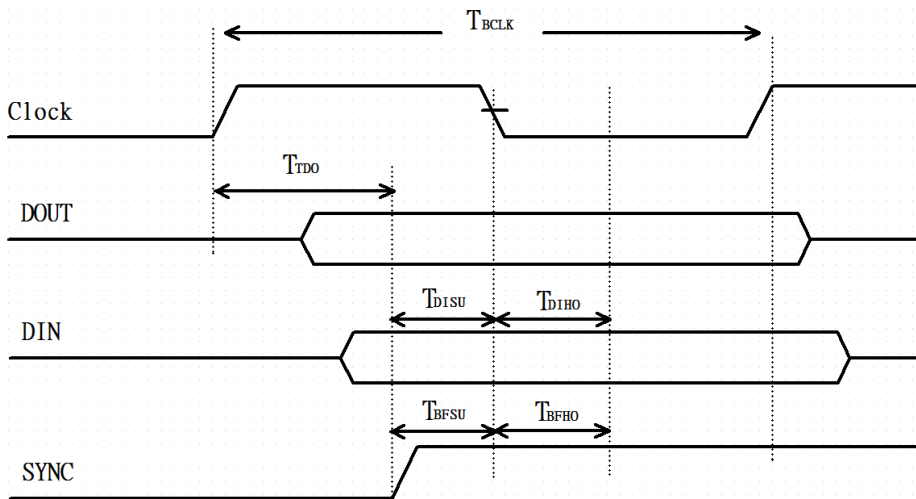 TBCLK
Clock
TTDO
DOUT
TDISU TDIHO
DIN
TBFSU TBFHO
SYNC